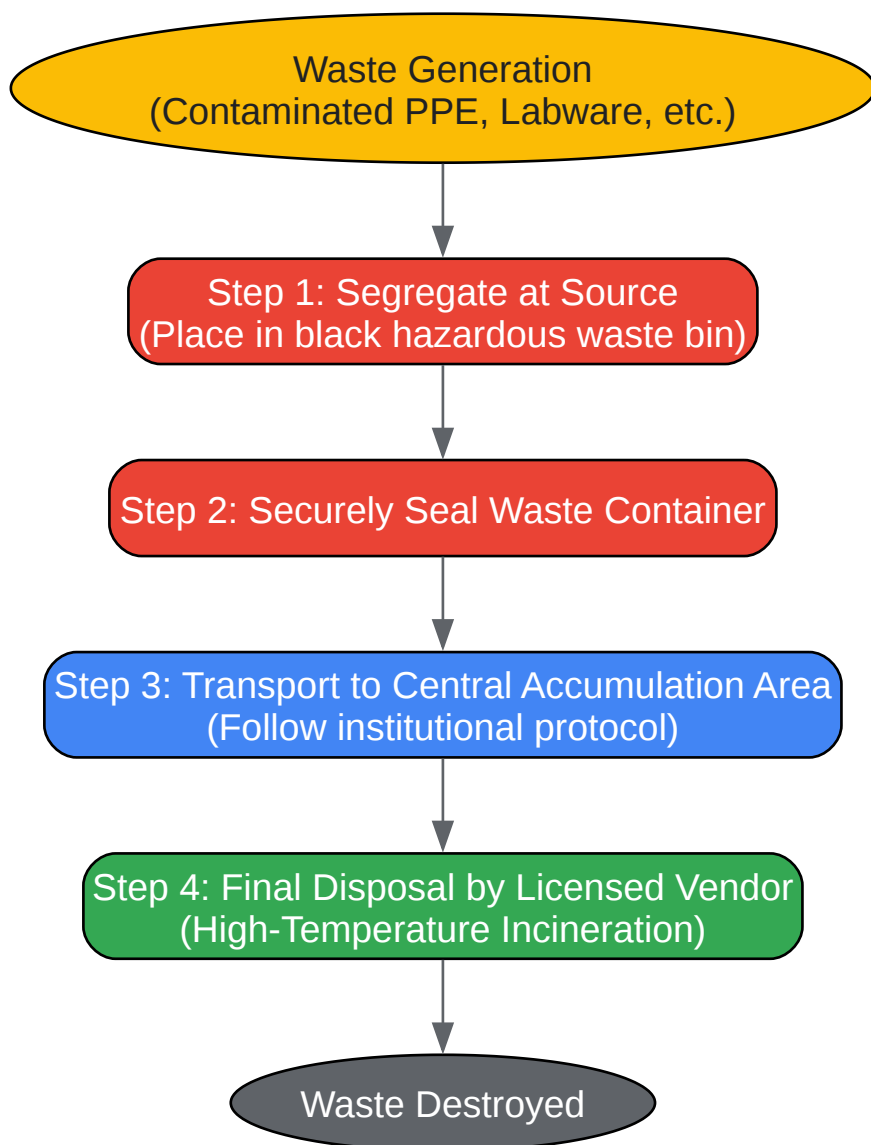 Waste Generation
(Contaminated PPE, Labware, etc.)
Step 1: Segregate at Source
(Place in black hazardous waste bin)
Step 2: Securely Seal Waste Container
Step 3: Transport to Central Accumulation Area
(Follow institutional protocol)
Step 4: Final Disposal by Licensed Vendor
(High-Temperature Incineration)
Waste Destroyed